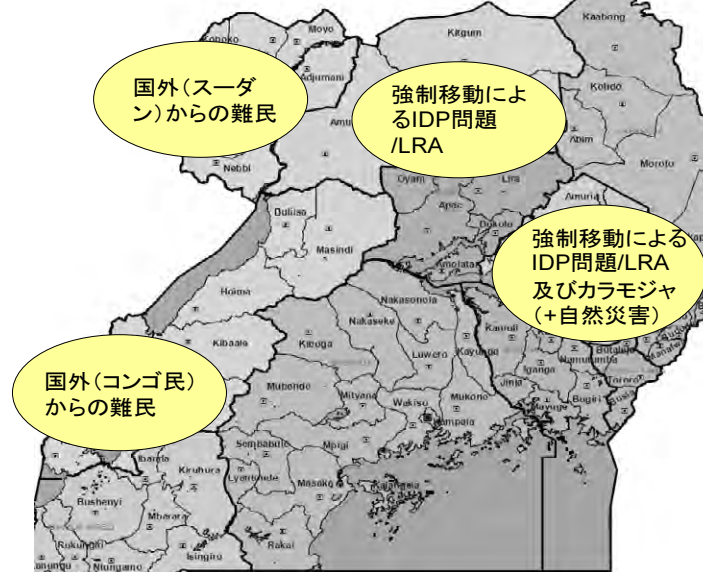 Moyo
Kitgum
Kaabong
Adjumani
国外（スーダ
ン）からの難民
強制移動によ
るIDP問題
/LRA
Kotido
Abim
Nebbi
Moroto
Oyam
Lira
Apac
Amuria
Dokolo
Amolatar
Masindi
強制移動による
IDP問題/LRA
及びカラモジャ
（+自然災害）
Hoima
Nakasongola
Nakaseke
Kiboga
Kamuli
Kibaale
Luwero
Kayunga
Namutumba
Iganga
Butaleja
Manafwa
Tororo
国外（コンゴ民）
からの難民
Mubende
Mityana
Wakiso
Mukono
Jinja
Mayuge
Bugiri
Busia
Kampala
Ibanda
Kiruhura
Sembabule
Mpigi
Lyantonde
Masaka
Kalangala
Bushenyi
Mbarara
Rukungiri
Isingiro
Rakai
Ntungamo